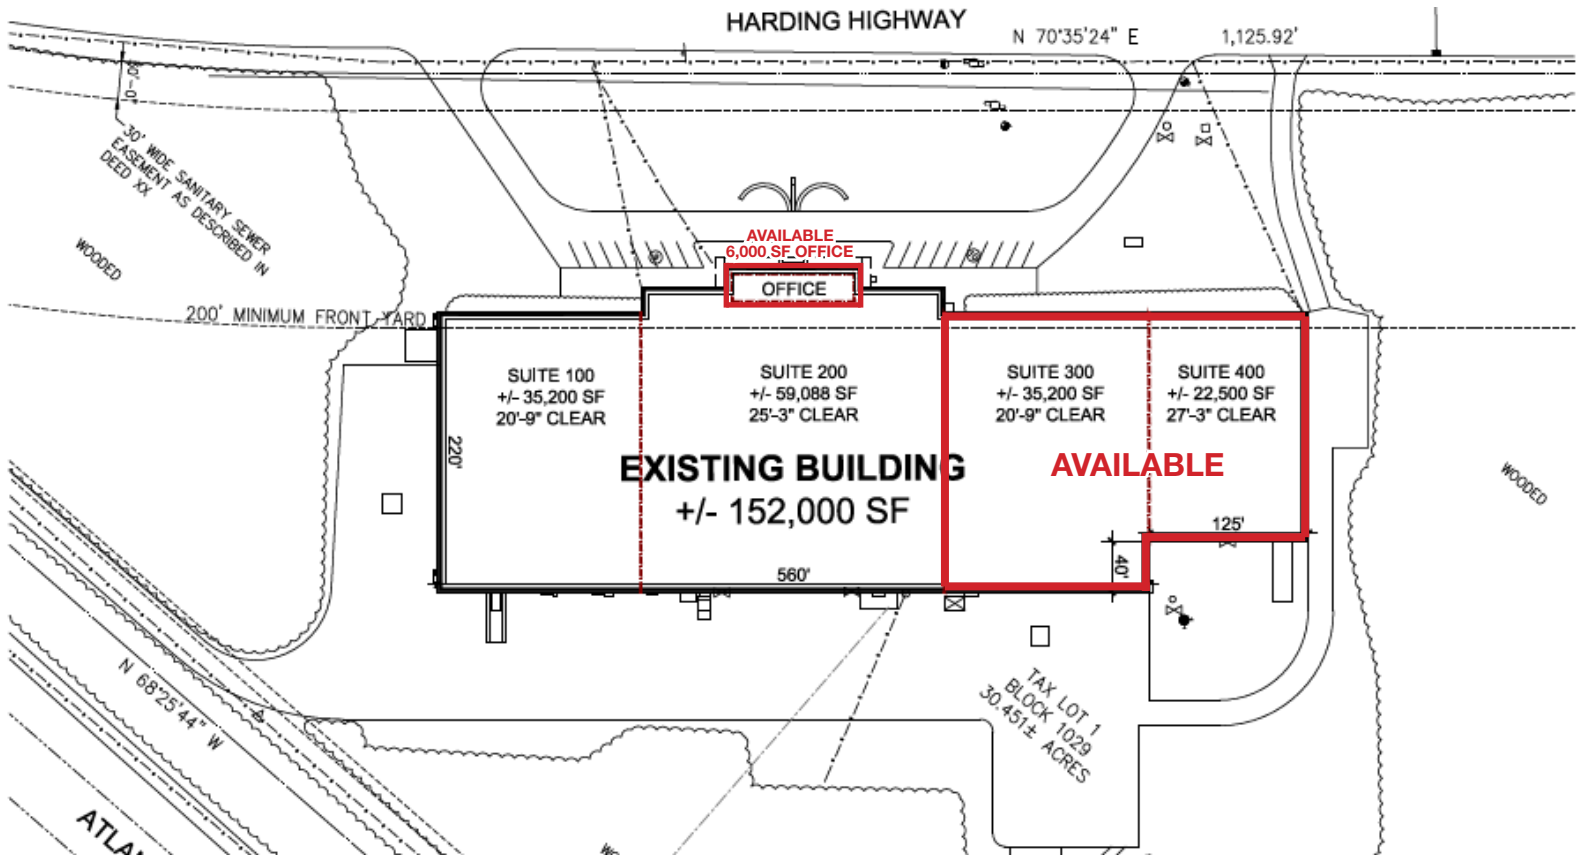 HARDING HIGHWAY
N 70°35'24" E 1,125.92'
30' WIDE SANITARY SEWER
EASEMENT AS DESCRIBED IN
DEED XX
WOODED
AVAILABLE
6,000 SF OFFICE
OFFICE
200' MINIMUM FRONT YARD
SUITE 100
+/- 35,200 SF
20'-9" CLEAR
SUITE 200
+/- 59,088 SF
25'-3" CLEAR
SUITE 300
+/- 35,200 SF
20'-9" CLEAR
SUITE 400
+/- 22,500 SF
27'-3" CLEAR
220'
EXISTING BUILDING
+/- 152,000 SF
AVAILABLE
WOODED
125'
40'
560'
N 68°25'44" W
TAX LOT 1
BLOCK 1029
30.451± ACRES